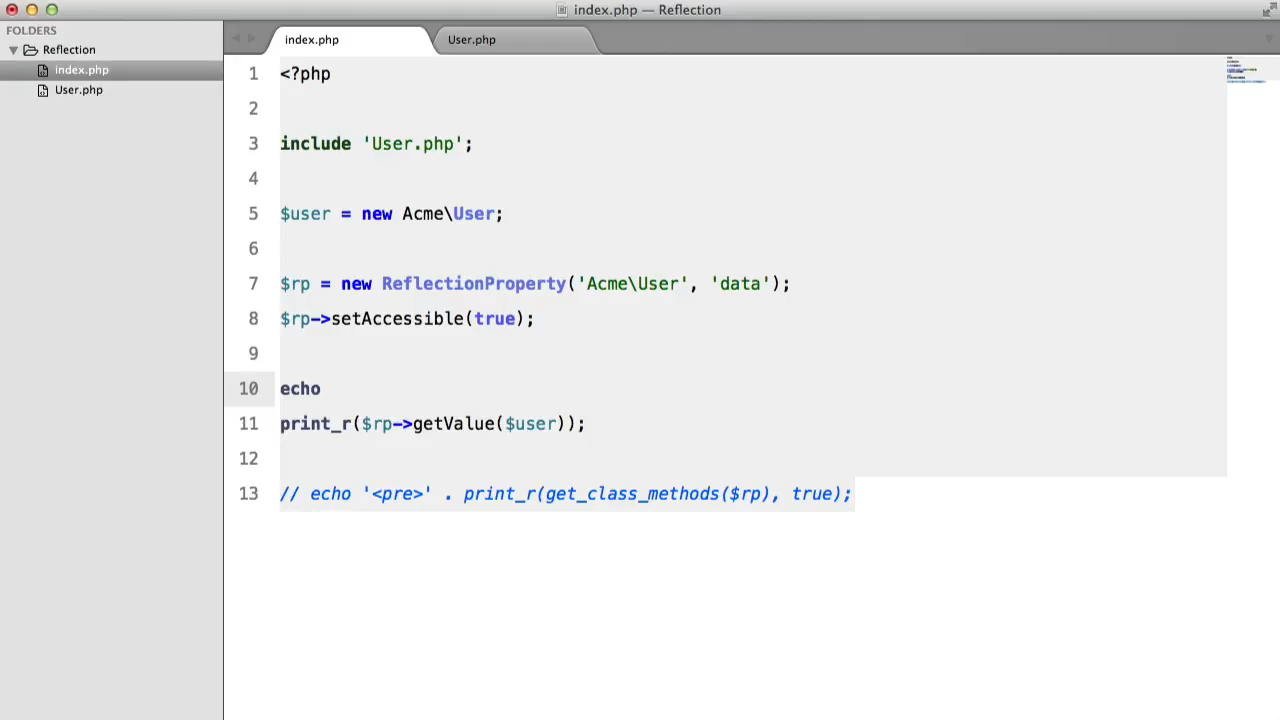 index.php — Reflection
FOLDERS
Reflection
index.php
User.php
index.php
User.php
1 <?php
2
3 include 'User.php';
4
5 $user = new Acme\User;
6
7 $rp = new ReflectionProperty('Acme\User', 'data');
8 $rp->setAccessible(true);
9
10 echo
11 print_r($rp->getValue($user));
12
13 // echo '<pre>' . print_r(get_class_methods($rp), true);